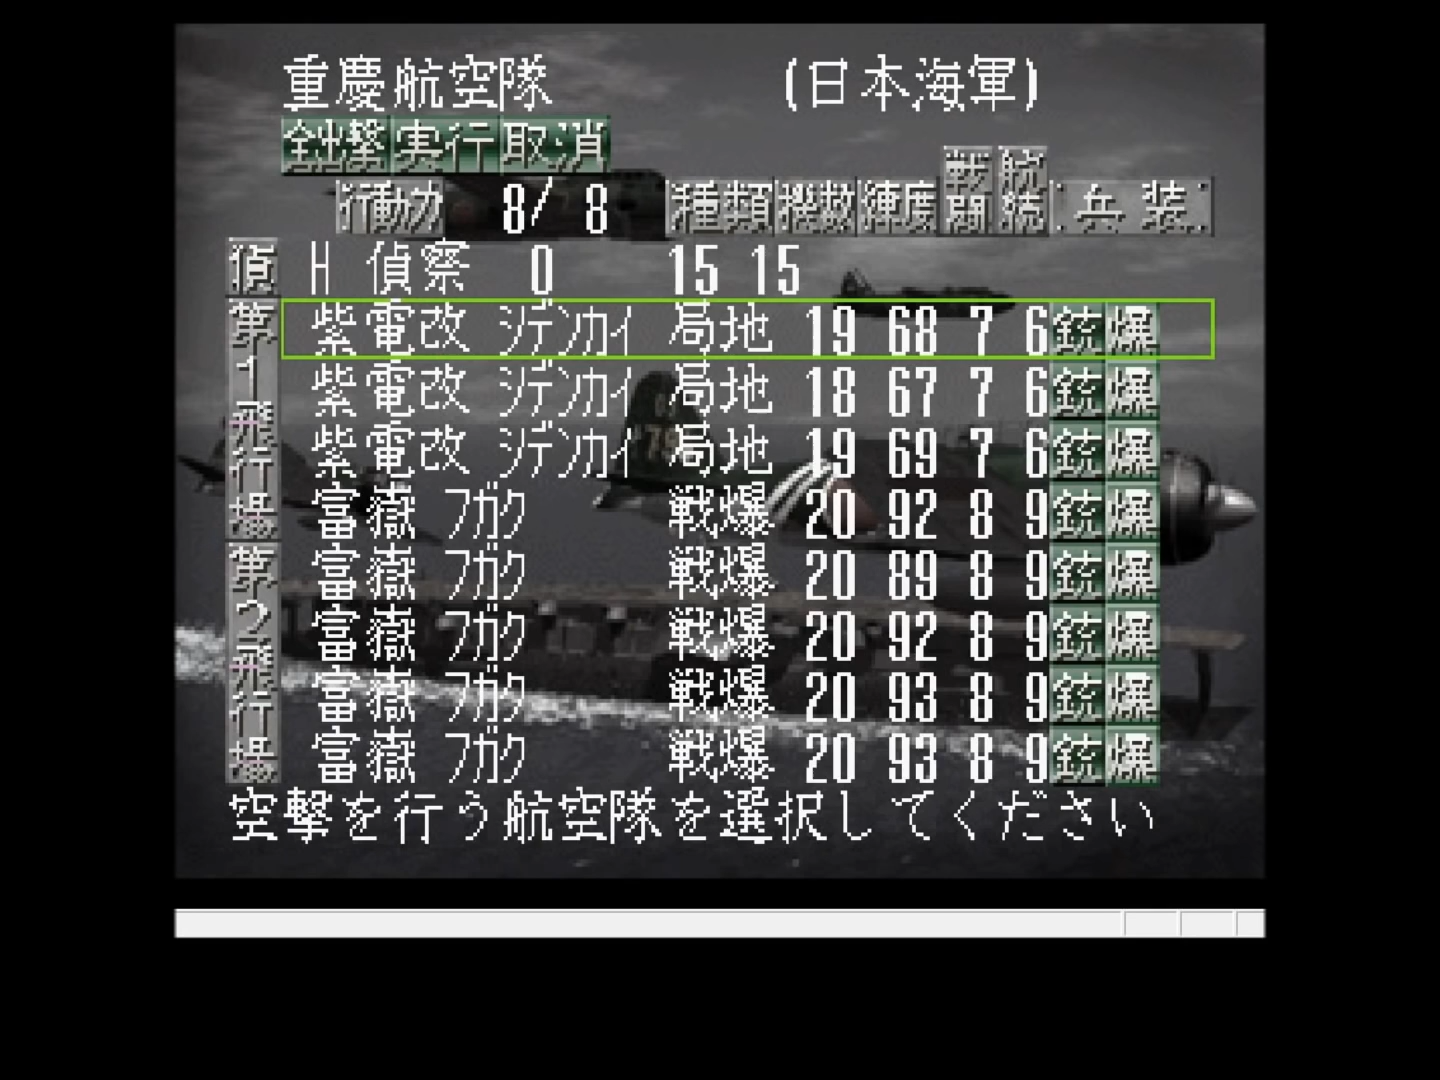 重慶航空隊 (日本海軍)
出撃 実行 取消
行動力 8/ 8 種類 機数 練度 戦闘 航続 兵装
偵 H 偵察 0 15 15
第1飛行場
紫電改 ｼﾃﾞﾝｶｲ 局地 19 68 7 6 銃 爆
紫電改 ｼﾃﾞﾝｶｲ 局地 18 67 7 6 銃 爆
紫電改 ｼﾃﾞﾝｶｲ 局地 19 69 7 6 銃 爆
富嶽 ﾌｶﾞｸ 戦爆 20 92 8 9 銃 爆
第2飛行場
富嶽 ﾌｶﾞｸ 戦爆 20 89 8 9 銃 爆
富嶽 ﾌｶﾞｸ 戦爆 20 92 8 9 銃 爆
富嶽 ﾌｶﾞｸ 戦爆 20 93 8 9 銃 爆
富嶽 ﾌｶﾞｸ 戦爆 20 93 8 9 銃 爆
空撃を行う航空隊を選択してください